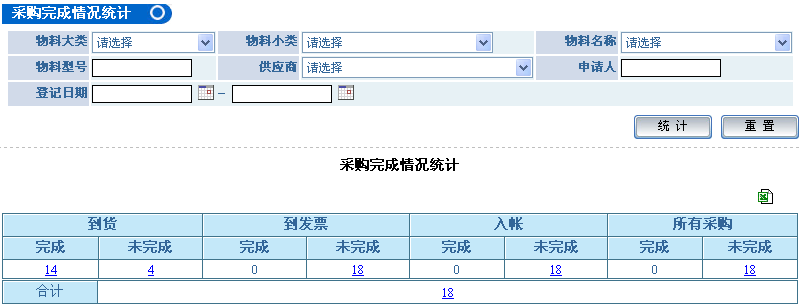 采购完成情况统计
物料大类 请选择 物料小类 请选择 物料名称 请选择
物料型号 供应商 请选择 申请人
登记日期 –
统 计 重 置
采购完成情况统计
到货 到发票 入帐 所有采购
完成 未完成 完成 未完成 完成 未完成 完成 未完成
14 4 0 18 0 18 0 18
合计 18